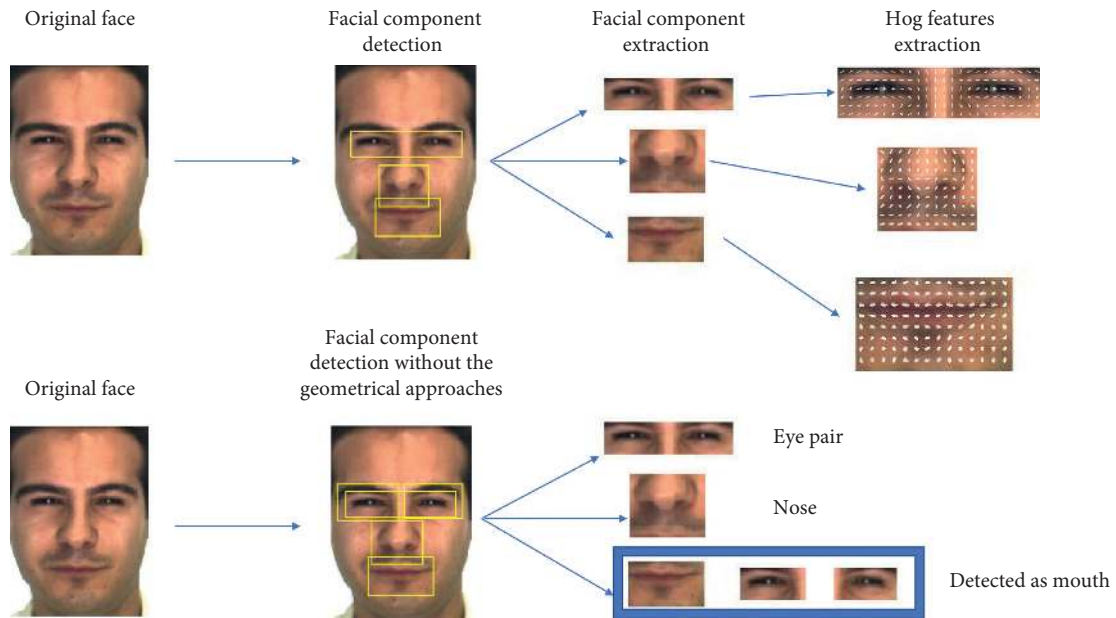 Original face
Facial component
detection
Facial component
extraction
Hog features
extraction
Original face
Facial component
detection without the
geometrical approaches
Eye pair
Nose
Detected as mouth